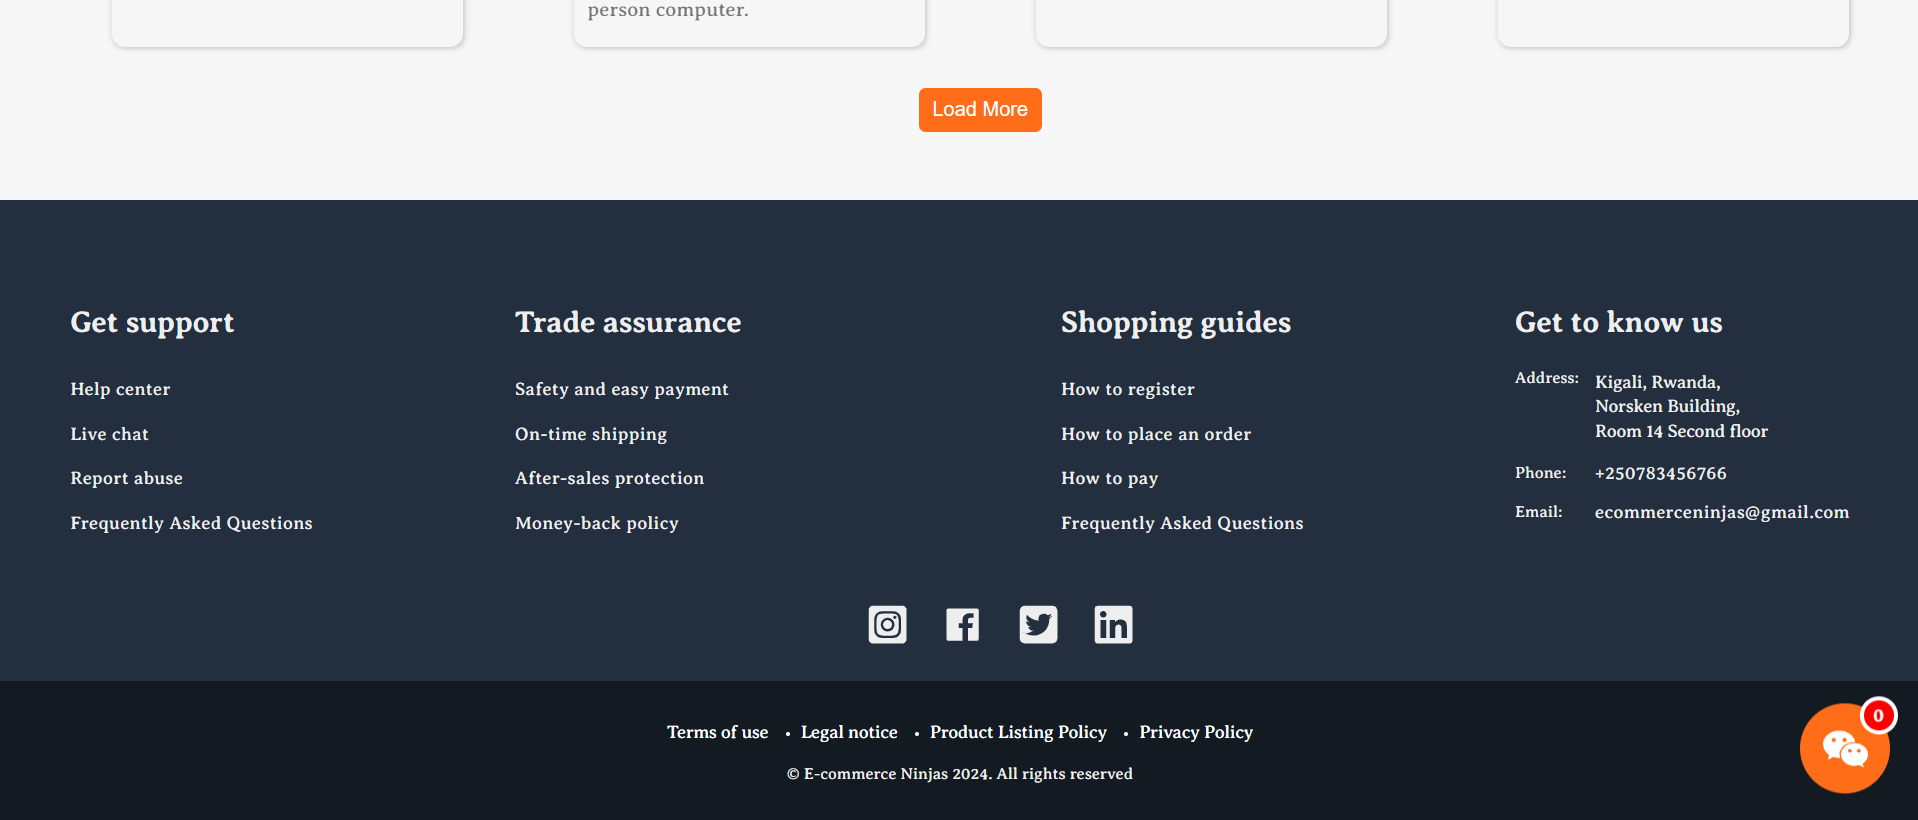 person computer.
Load More
Get support
Help center
Live chat
Report abuse
Frequently Asked Questions
Trade assurance
Safety and easy payment
On-time shipping
After-sales protection
Money-back policy
Shopping guides
How to register
How to place an order
How to pay
Frequently Asked Questions
Get to know us
Address: Kigali, Rwanda,
Norsken Building,
Room 14 Second floor
Phone: +250783456766
Email: ecommerceninjas@gmail.com
Terms of use • Legal notice • Product Listing Policy • Privacy Policy
© E-commerce Ninjas 2024. All rights reserved
0